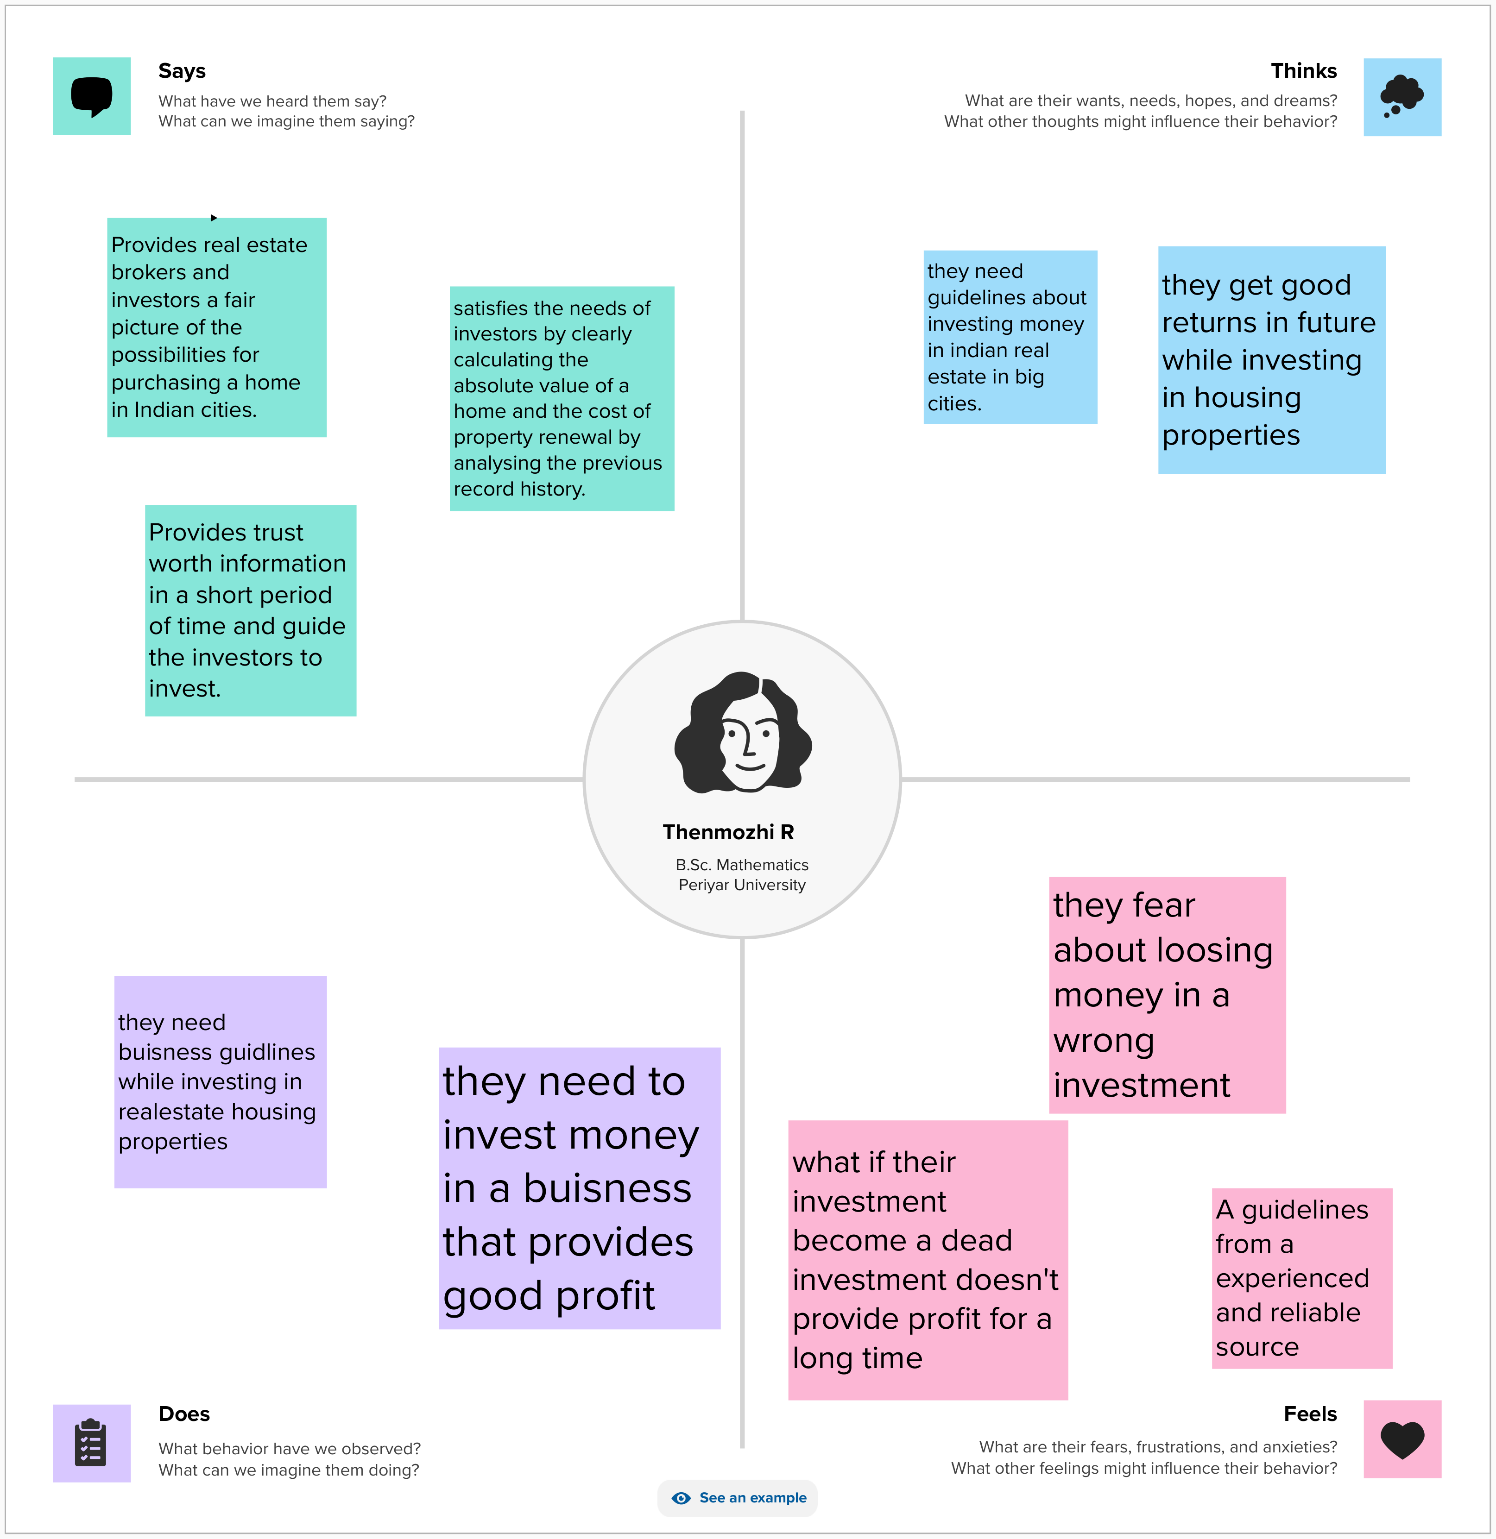 Says
What have we heard them say?
What can we imagine them saying?
Thinks
What are their wants, needs, hopes, and dreams?
What other thoughts might influence their behavior?
Provides real estate
brokers and
investors a fair
picture of the
possibilities for
purchasing a home
in Indian cities.
satisfies the needs of
investors by clearly
calculating the
absolute value of a
home and the cost of
property renewal by
analysing the previous
record history.
Provides trust
worth information
in a short period
of time and guide
the investors to
invest.
they need
guidelines about
investing money
in indian real
estate in big
cities.
they get good
returns in future
while investing
in housing
properties
Thenmozhi R
B.Sc. Mathematics
Periyar University
they need
buisness guidlines
while investing in
realestate housing
properties
they need to
invest money
in a buisness
that provides
good profit
they fear
about loosing
money in a
wrong
investment
what if their
investment
become a dead
investment doesn't
provide profit for a
long time
A guidelines
from a
experienced
and reliable
source
Does
What behavior have we observed?
What can we imagine them doing?
Feels
What are their fears, frustrations, and anxieties?
What other feelings might influence their behavior?
See an example